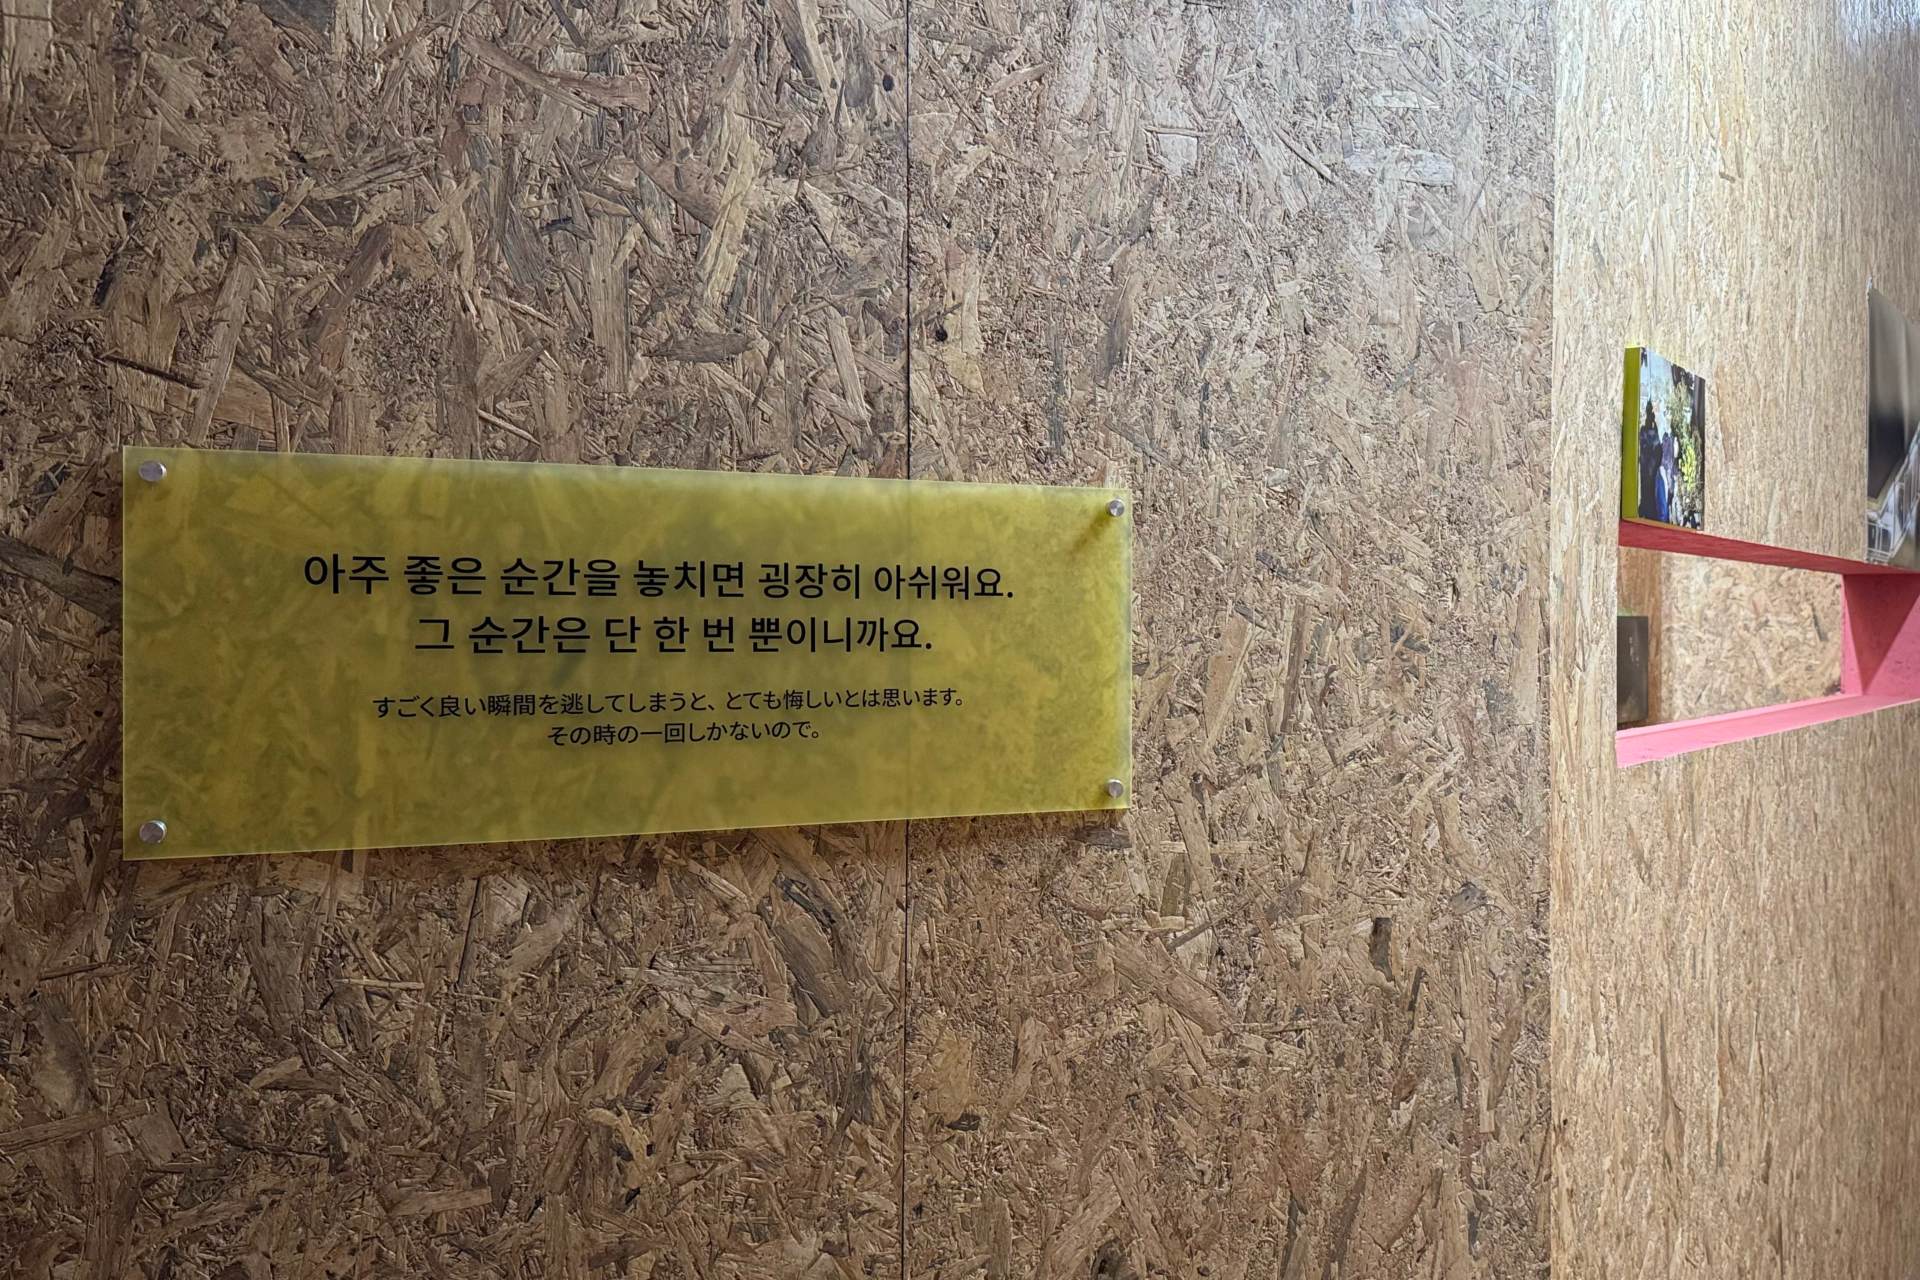 아주 좋은 순간을 놓치면 굉장히 아쉬워요.
그 순간은 단 한 번 뿐이니까요.
すごく良い瞬間を逃してしまうと、とても悔しいとは思います。
その時の一回しかないので。